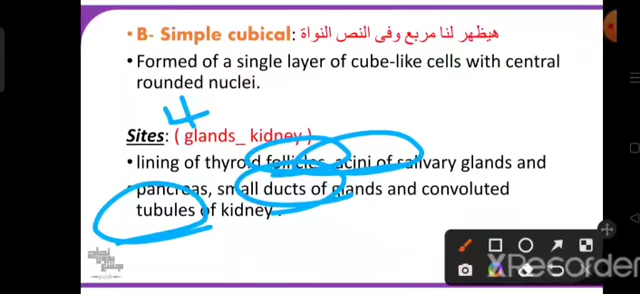 B- Simple cubical: هيظهر لنا مربع وفى النص النواة
• Formed of a single layer of cube-like cells with central
rounded nuclei.
4
Sites: ( glands_ kidney )
• lining of thyroid follicles, acini of salivary glands and
• pancreas, small ducts of glands and convoluted
tubules of kidney .
XRecorder